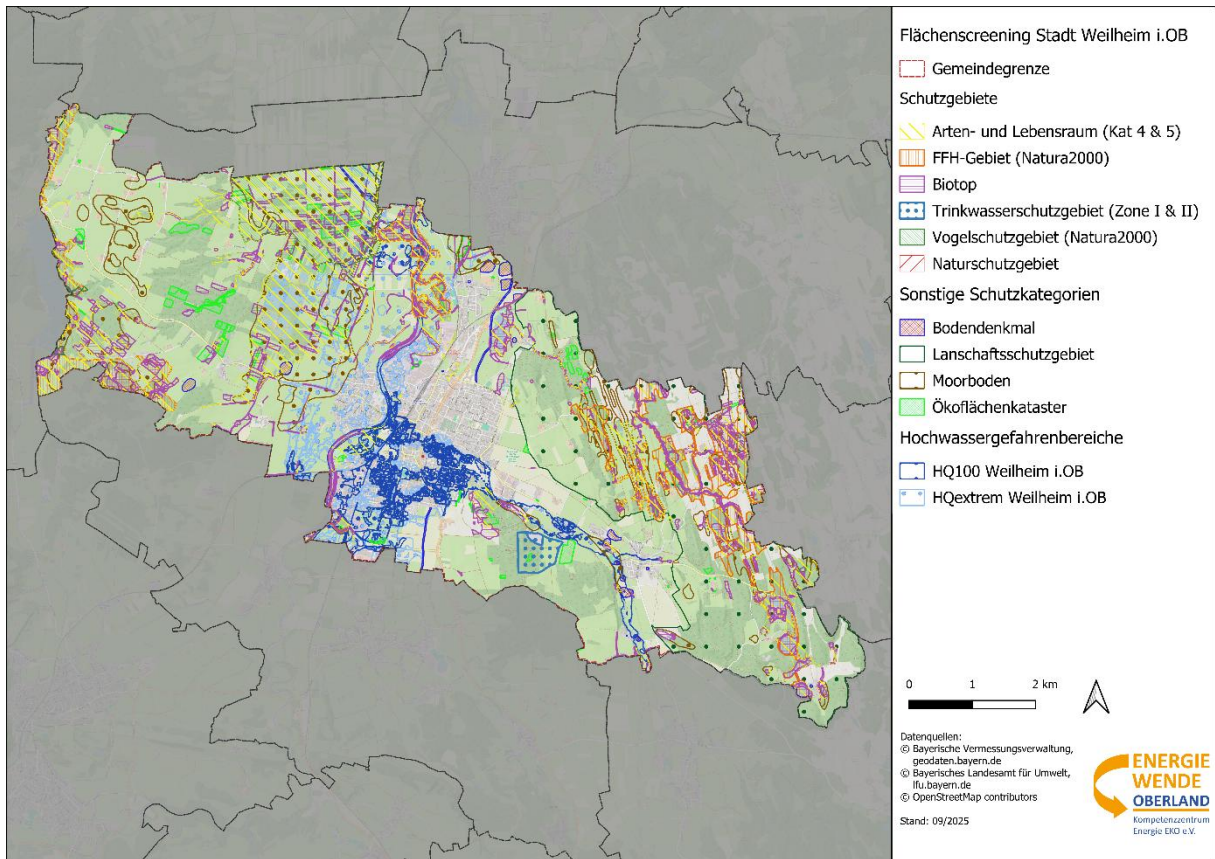 Flächenscreening Stadt Weilheim i.OB
Gemeindegrenze
Schutzgebiete
Arten- und Lebensraum (Kat 4 & 5)
FFH-Gebiet (Natura2000)
Biotop
Trinkwasserschutzgebiet (Zone I & II)
Vogelschutzgebiet (Natura2000)
Naturschutzgebiet
Sonstige Schutzkategorien
Bodendenkmal
Lanschaftsschutzgebiet
Moorboden
Ökoflächenkataster
Hochwassergefahrenbereiche
HQ100 Weilheim i.OB
HQextrem Weilheim i.OB
0 1 2 km
Datenquellen:
© Bayerische Vermessungsverwaltung,
geodaten.bayern.de
© Bayerisches Landesamt für Umwelt,
lfu.bayern.de
© OpenStreetMap contributors
Stand: 09/2025
ENERGIE
WENDE
OBERLAND
Kompetenzzentrum
Energie EKO e.V.